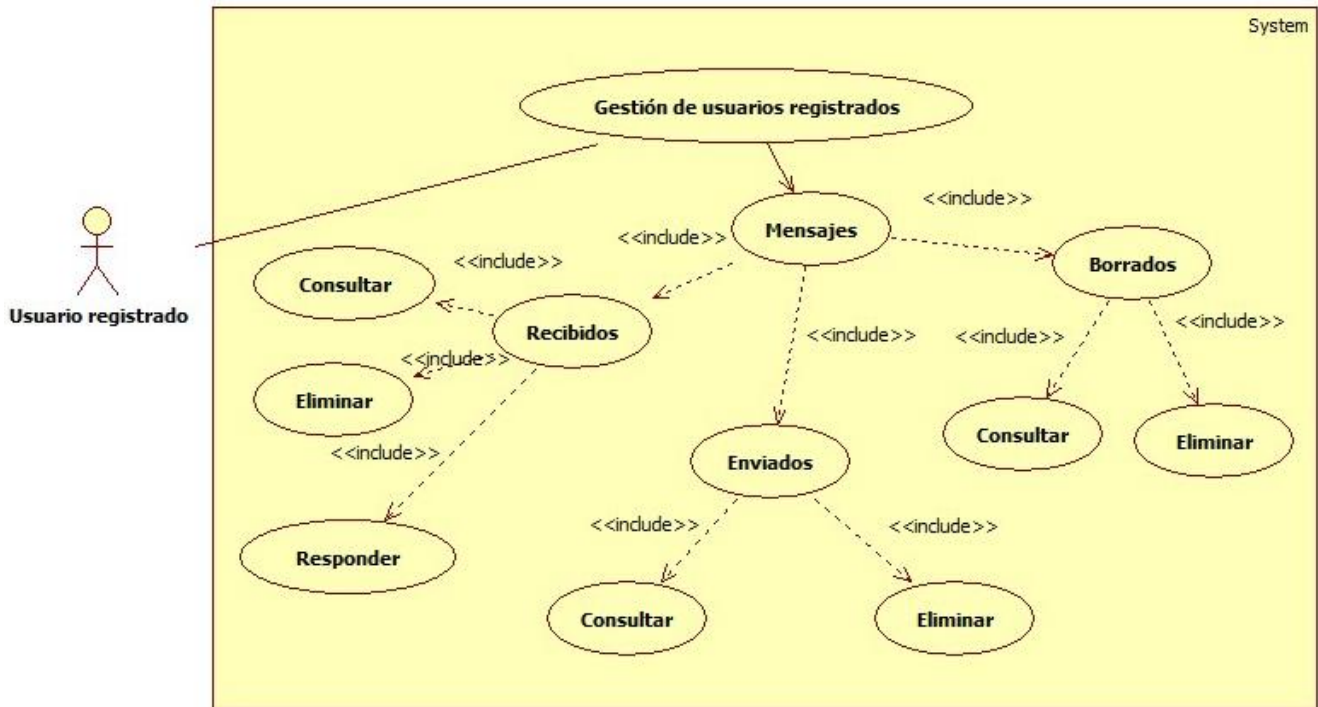 System
Gestión de usuarios registrados
<<include>>
Mensajes
<<include>>
<<include>>
Borrados
Consultar
Usuario registrado
Recibidos
<<include>>
<<include>>
<<include>>
<<include>>
Eliminar
Consultar
Eliminar
<<include>>
Enviados
<<include>>
<<include>>
Responder
Consultar
Eliminar